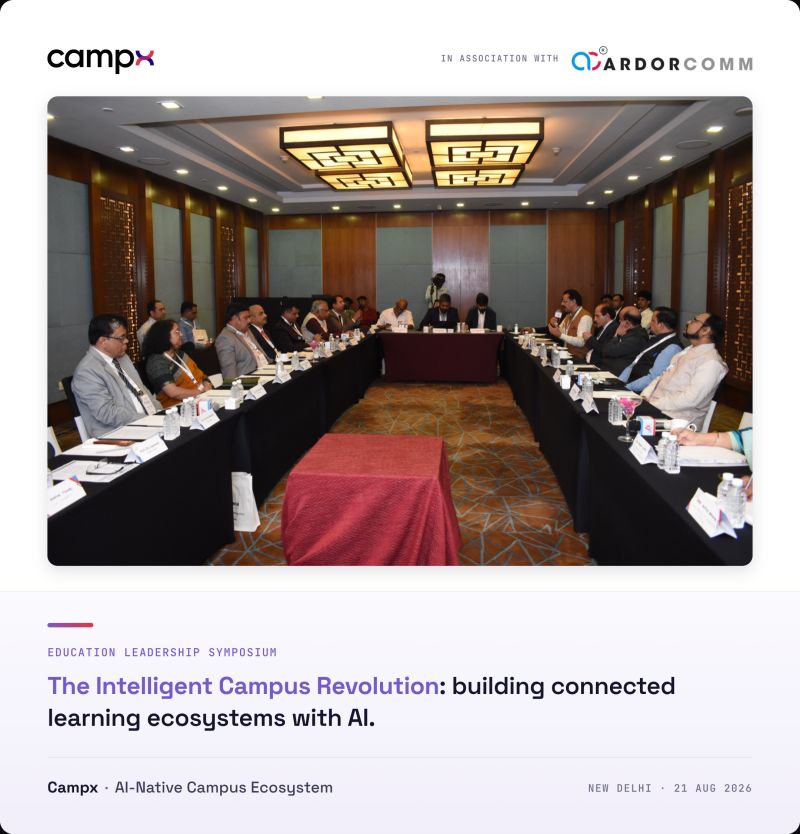 campx
IN ASSOCIATION WITH
ARDORCOMM
EDUCATION LEADERSHIP SYMPOSIUM
The Intelligent Campus Revolution: building connected
learning ecosystems with AI.
Campx · AI-Native Campus Ecosystem
NEW DELHI · 21 AUG 2026